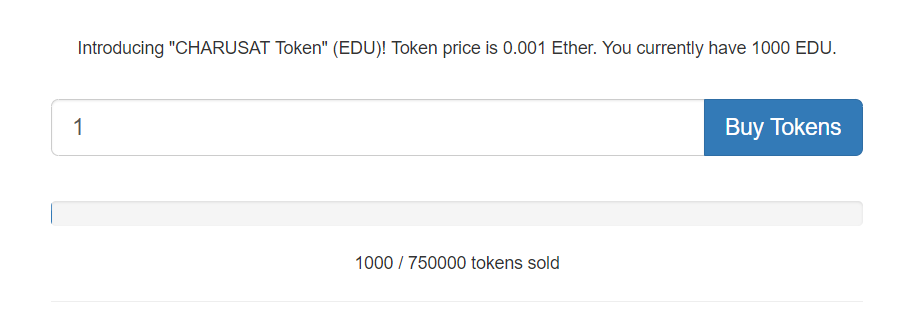 Introducing "CHARUSAT Token" (EDU)! Token price is 0.001 Ether. You currently have 1000 EDU.
1
Buy Tokens
1000 / 750000 tokens sold